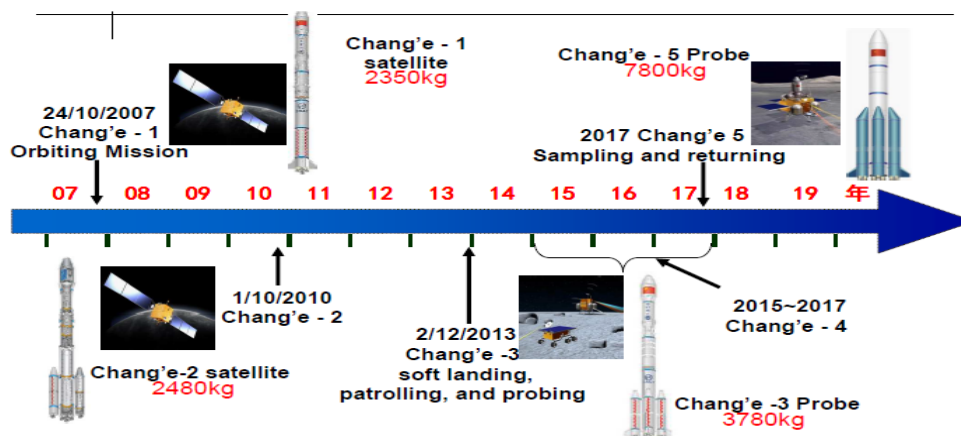 Chang'e - 1
satellite
2350kg
Chang'e - 5 Probe
7800kg
24/10/2007
Chang'e - 1
Orbiting Mission
2017 Chang'e 5
Sampling and returning
07 08 09 10 11 12 13 14 15 16 17 18 19 年
1/10/2010
Chang'e - 2
2/12/2013
Chang'e -3
soft landing,
patrolling, and probing
2015~2017
Chang'e - 4
Chang'e-2 satellite
2480kg
Chang'e -3 Probe
3780kg